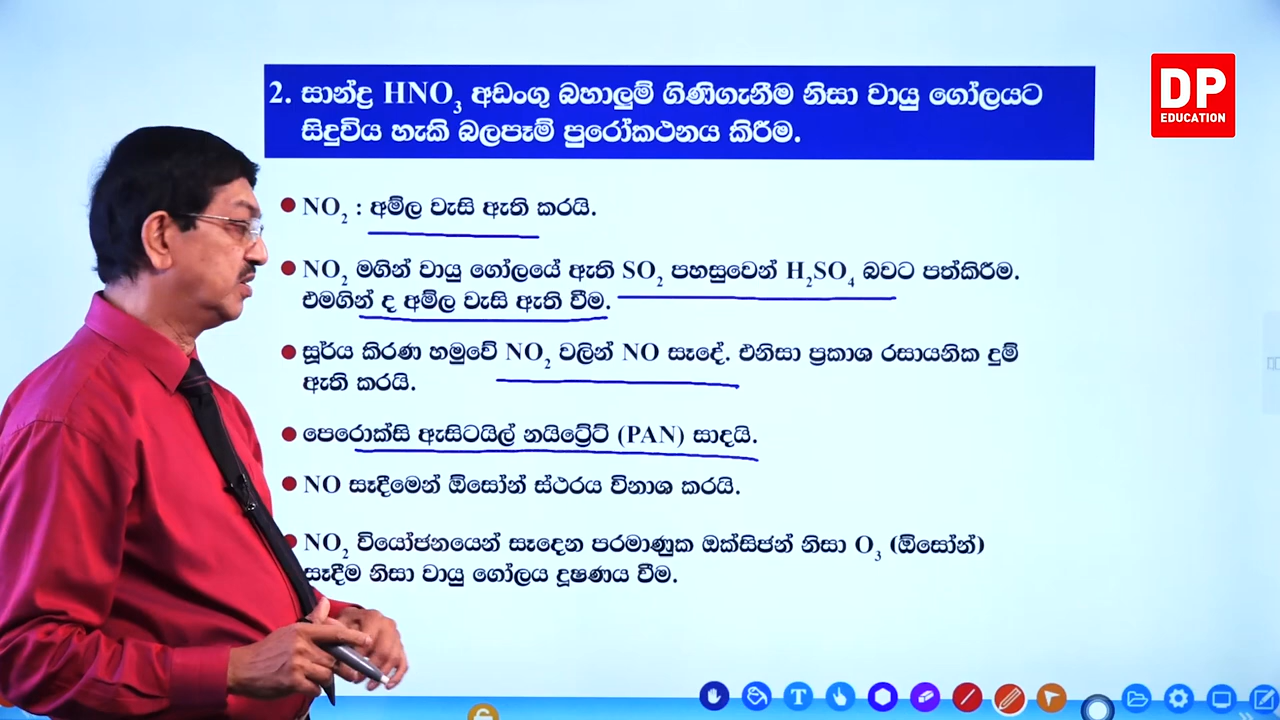 DP
EDUCATION
2. සාන්ද්‍ර HNO₃ අඩංගු බහාලුම් ගිණිගැනීම නිසා වායු ගෝලයට
සිදුවිය හැකි බලපෑම් පුරෝකථනය කිරීම.
NO₂ : අම්ල වැසි ඇති කරයි.
NO₂ මගින් වායු ගෝලයේ ඇති SO₂ පහසුවෙන් H₂SO₄ බවට පත්කිරීම.
එමගින් ද අම්ල වැසි ඇති වීම.
සූර්ය කිරණ හමුවේ NO₂ වලින් NO සෑදේ. එනිසා ප්‍රකාශ රසායනික දුම්
ඇති කරයි.
පෙරොක්සි ඇසිටයිල් නයිට්‍රේට් (PAN) සාදයි.
NO සෑදීමෙන් ඕසෝන් ස්ථරය විනාශ කරයි.
NO₂ වියෝජනයෙන් සෑදෙන පරමාණුක ඔක්සිජන් නිසා O₃ (ඕසෝන්)
සෑදීම නිසා වායු ගෝලය දූෂණය වීම.